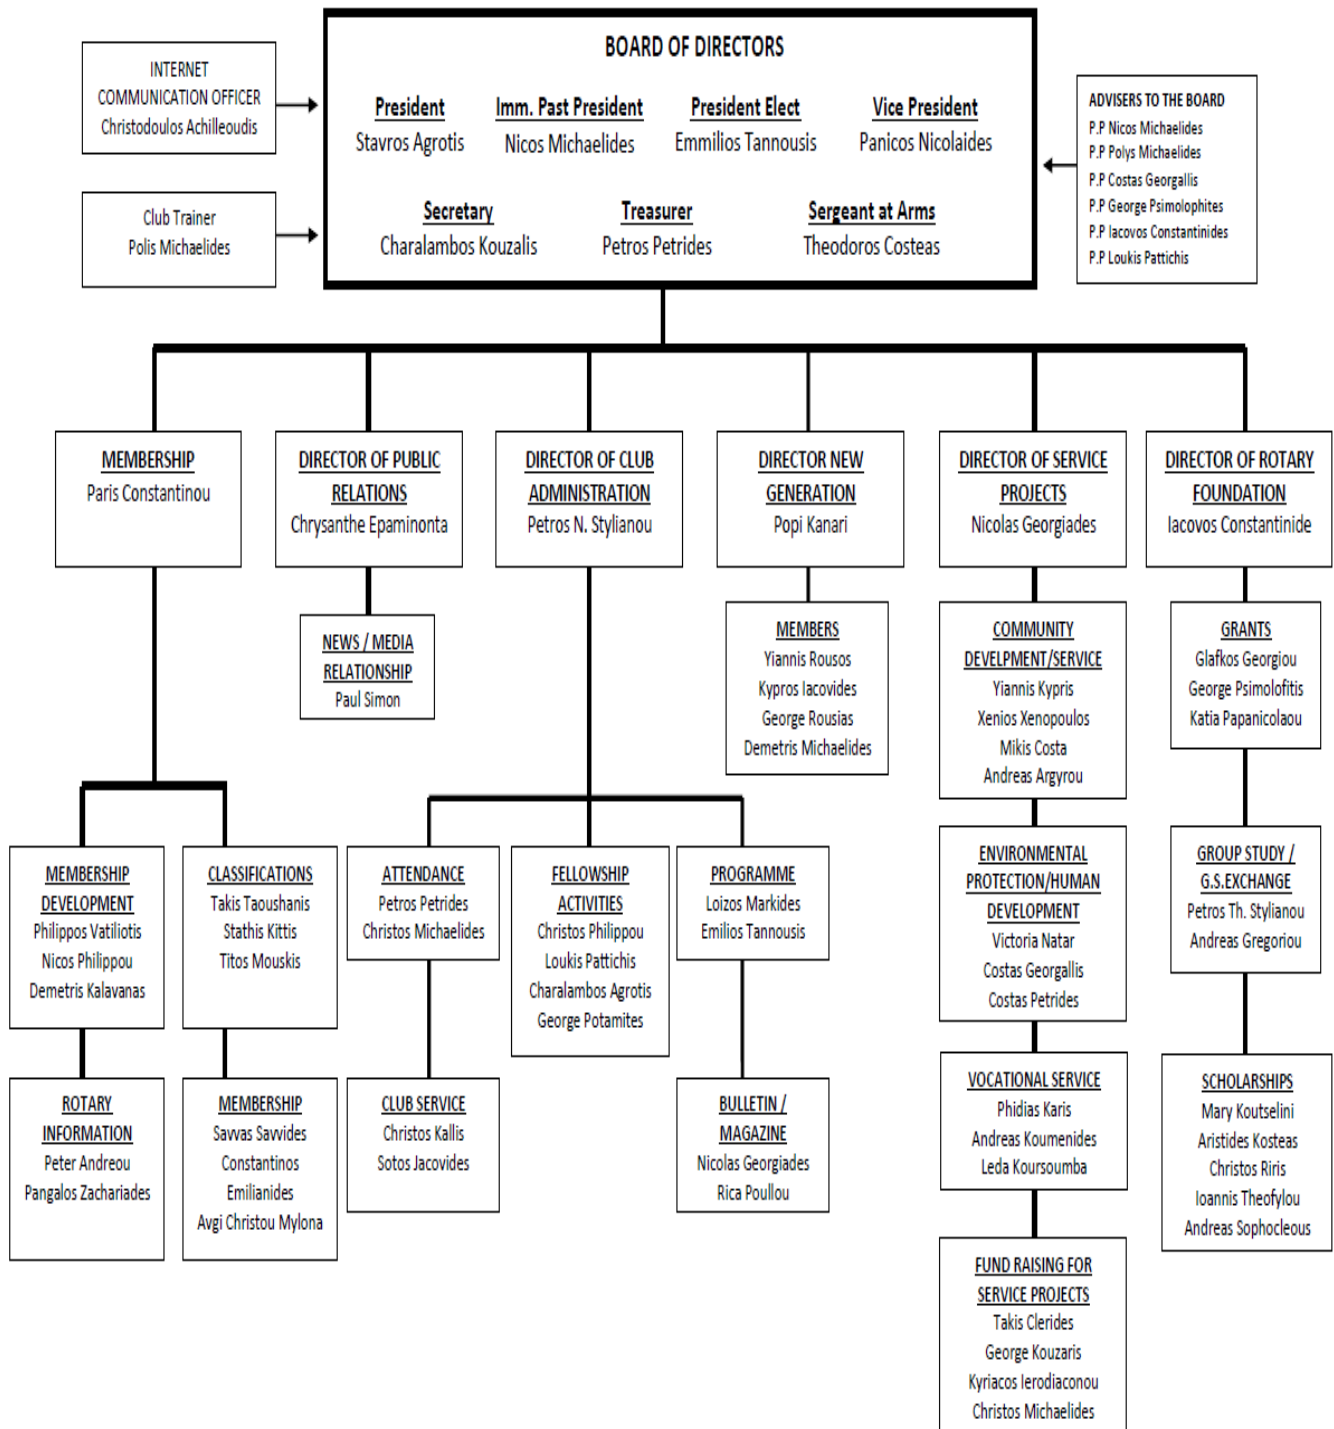 BOARD OF DIRECTORS
INTERNET
COMMUNICATION OFFICER
Christodoulos Achilleoudis
Club Trainer
Polis Michaelides
President
Stavros Agrotis
Imm. Past President
Nicos Michaelides
President Elect
Emmilios Tannousis
Vice President
Panicos Nicolaides
Secretary
Charalambos Kouzalis
Treasurer
Petros Petrides
Sergeant at Arms
Theodoros Costeas
ADVISERS TO THE BOARD
P.P Nicos Michaelides
P.P Polys Michaelides
P.P Costas Georgallis
P.P George Psimolophites
P.P Iacovos Constantinides
P.P Loukis Pattichis
MEMBERSHIP
Paris Constantinou
DIRECTOR OF PUBLIC
RELATIONS
Chrysanthe Epaminonta
DIRECTOR OF CLUB
ADMINISTRATION
Petros N. Stylianou
DIRECTOR NEW
GENERATION
Popi Kanari
DIRECTOR OF SERVICE
PROJECTS
Nicolas Georgiades
DIRECTOR OF ROTARY
FOUNDATION
Iacovos Constantinide
NEWS / MEDIA
RELATIONSHIP
Paul Simon
MEMBERS
Yiannis Rousos
Kypros Iacovides
George Rousias
Demetris Michaelides
COMMUNITY
DEVELPMENT/SERVICE
Yiannis Kypris
Xenios Xenopoulos
Mikis Costa
Andreas Argyrou
GRANTS
Glafkos Georgiou
George Psimolofitis
Katia Papanicolaou
MEMBERSHIP
DEVELOPMENT
Philippos Vatiliotis
Nicos Philippou
Demetris Kalavanas
CLASSIFICATIONS
Takis Taoushanis
Stathis Kittis
Titos Mouskis
ATTENDANCE
Petros Petrides
Christos Michaelides
FELLOWSHIP
ACTIVITIES
Christos Philippou
Loukis Pattichis
Charalambos Agrotis
George Potamites
PROGRAMME
Loizos Markides
Emilios Tannousis
ENVIRONMENTAL
PROTECTION/HUMAN
DEVELOPMENT
Victoria Natar
Costas Georgallis
Costas Petrides
GROUP STUDY /
G.S.EXCHANGE
Petros Th. Stylianou
Andreas Gregoriou
ROTARY
INFORMATION
Peter Andreou
Pangalos Zachariades
MEMBERSHIP
Savvas Savvides
Constantinos
Emilianides
Avgi Christou Mylona
CLUB SERVICE
Christos Kallis
Sotos Jacovides
BULLETIN /
MAGAZINE
Nicolas Georgiades
Rica Poullou
VOCATIONAL SERVICE
Phidias Karis
Andreas Koumenides
Leda Koursoumba
SCHOLARSHIPS
Mary Koutselini
Aristides Kosteas
Christos Riris
Ioannis Theofylou
Andreas Sophocleous
FUND RAISING FOR
SERVICE PROJECTS
Takis Clerides
George Kouzaris
Kyriacos Ierodiaconou
Christos Michaelides